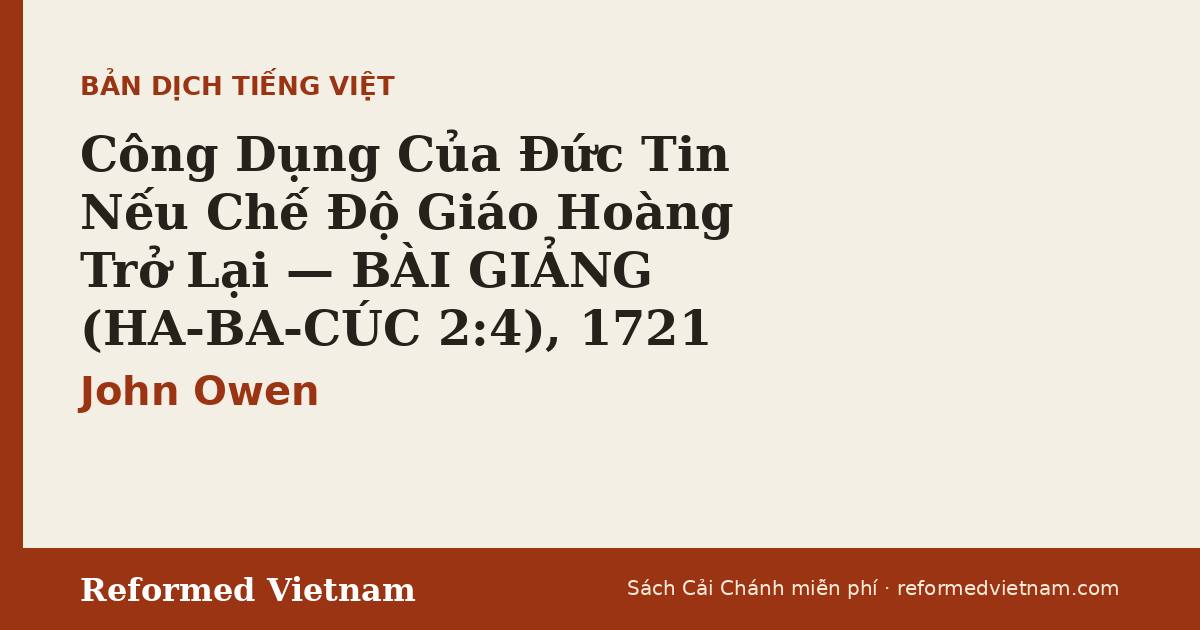 BẢN DỊCH TIẾNG VIỆT
Công Dụng Của Đức Tin
Nếu Chế Độ Giáo Hoàng
Trở Lại — BÀI GIẢNG
(HA-BA-CÚC 2:4), 1721
John Owen
Reformed Vietnam
Sách Cải Chánh miễn phí · reformedvietnam.com